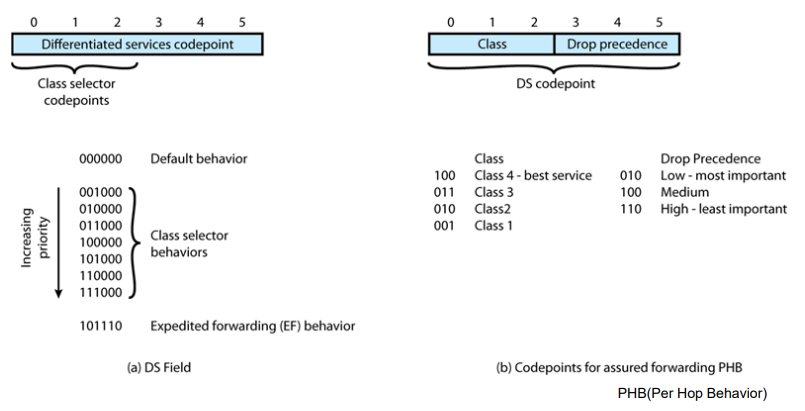 0 1 2 3 4 5
Differentiated services codepoint
Class selector
codepoints
000000 Default behavior
Increasing
priority
001000
010000
011000
100000
101000
110000
111000
Class selector
behaviors
101110 Expedited forwarding (EF) behavior
(a) DS Field
0 1 2 3 4 5
Class Drop precedence
DS codepoint
Class
100 Class 4 - best service
011 Class 3
010 Class2
001 Class 1
Drop Precedence
010 Low - most important
100 Medium
110 High - least important
(b) Codepoints for assured forwarding PHB
PHB(Per Hop Behavior)